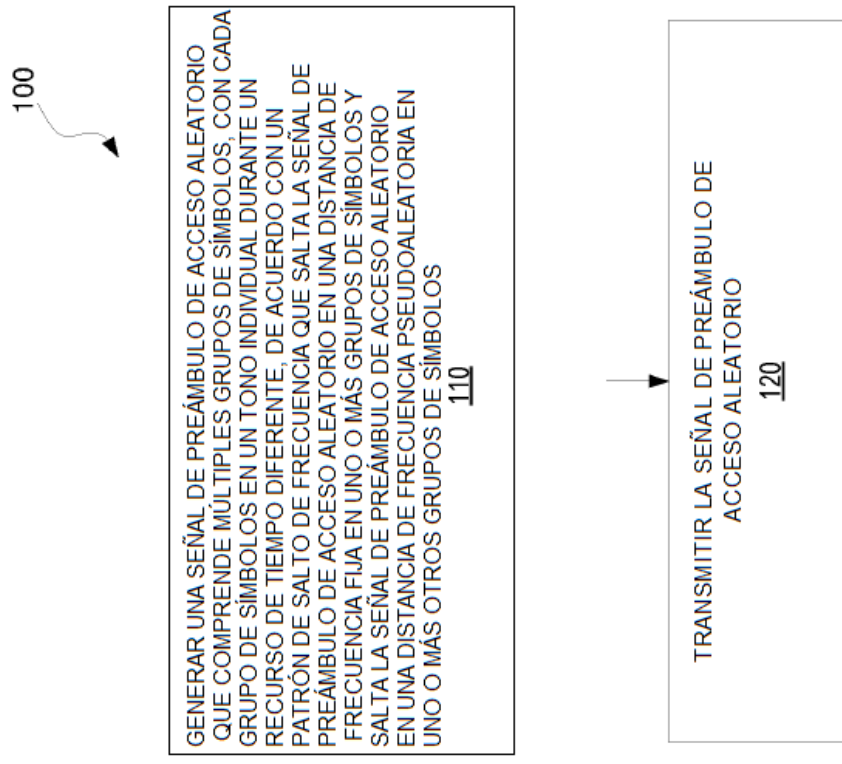 100
GENERAR UNA SEÑAL DE PREÁMBULO DE ACCESO ALEATORIO
QUE COMPRENDE MÚLTIPLES GRUPOS DE SÍMBOLOS, CON CADA
GRUPO DE SÍMBOLOS EN UN TONO INDIVIDUAL DURANTE UN
RECURSO DE TIEMPO DIFERENTE, DE ACUERDO CON UN
PATRÓN DE SALTO DE FRECUENCIA QUE SALTA LA SEÑAL DE
PREÁMBULO DE ACCESO ALEATORIO EN UNA DISTANCIA DE
FRECUENCIA FIJA EN UNO O MÁS GRUPOS DE SÍMBOLOS Y
SALTA LA SEÑAL DE PREÁMBULO DE ACCESO ALEATORIO
EN UNA DISTANCIA DE FRECUENCIA PSEUDOALEATORIA EN
UNO O MÁS OTROS GRUPOS DE SÍMBOLOS
110
TRANSMITIR LA SEÑAL DE PREÁMBULO DE
ACCESO ALEATORIO
120